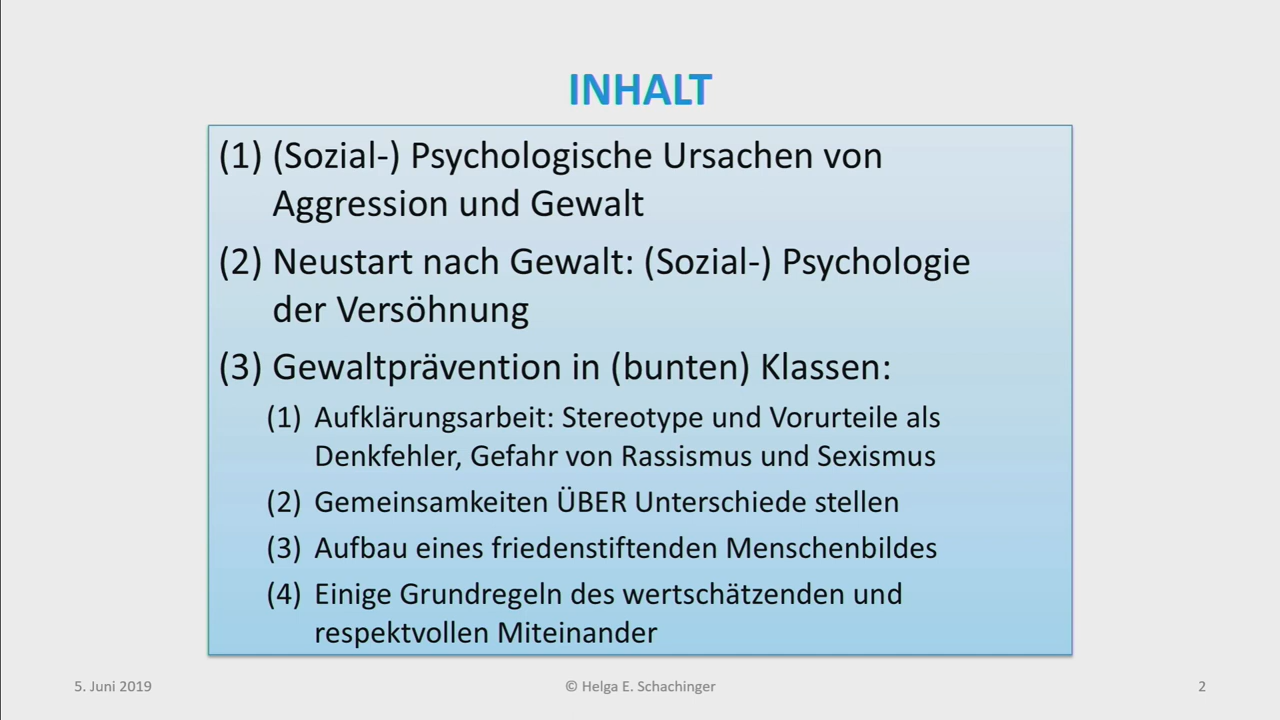 INHALT
(1) (Sozial-) Psychologische Ursachen von
Aggression und Gewalt
(2) Neustart nach Gewalt: (Sozial-) Psychologie
der Versöhnung
(3) Gewaltprävention in (bunten) Klassen:
(1) Aufklärungsarbeit: Stereotype und Vorurteile als
Denkfehler, Gefahr von Rassismus und Sexismus
(2) Gemeinsamkeiten ÜBER Unterschiede stellen
(3) Aufbau eines friedenstiftenden Menschenbildes
(4) Einige Grundregeln des wertschätzenden und
respektvollen Miteinander
5. Juni 2019
© Helga E. Schachinger
2